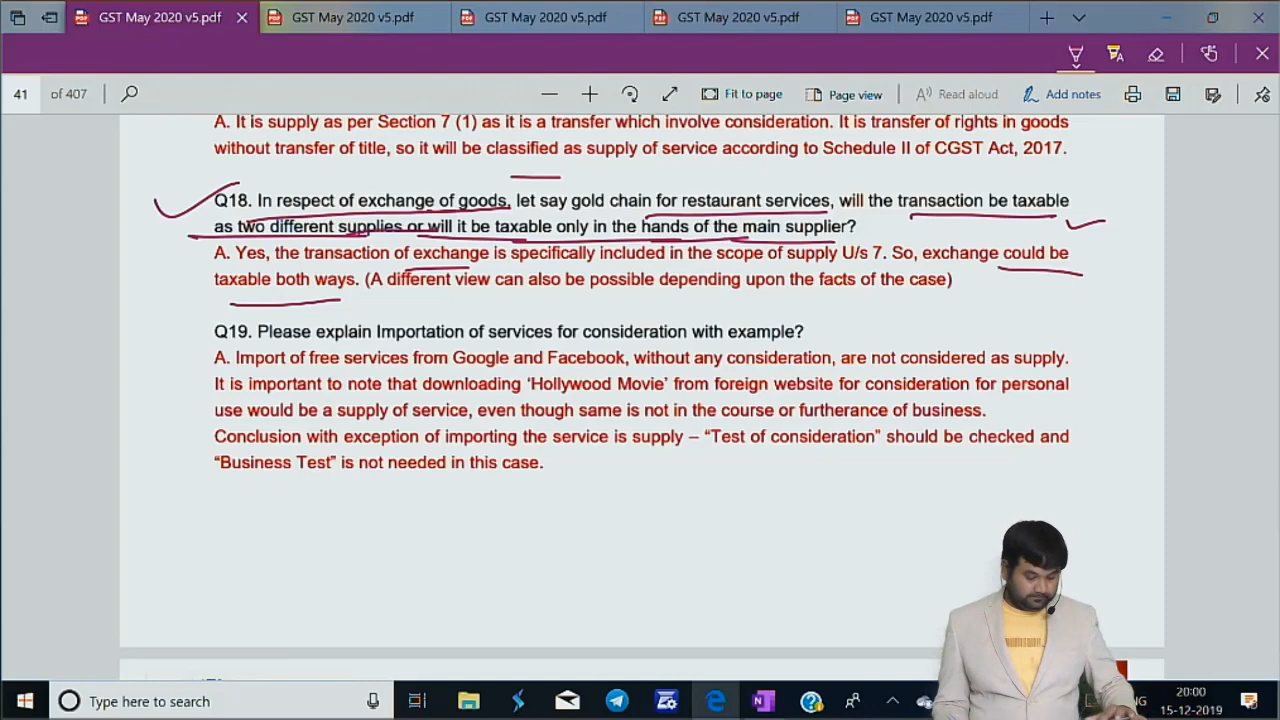 GST May 2020 v5.pdf GST May 2020 v5.pdf GST May 2020 v5.pdf GST May 2020 v5.pdf GST May 2020 v5.pdf
41 of 407 Fit to page Page view Read aloud Add notes
A. It is supply as per Section 7 (1) as it is a transfer which involve consideration. It is transfer of rights in goods
without transfer of title, so it will be classified as supply of service according to Schedule II of CGST Act, 2017.
Q18. In respect of exchange of goods, let say gold chain for restaurant services, will the transaction be taxable
as two different supplies or will it be taxable only in the hands of the main supplier?
A. Yes, the transaction of exchange is specifically included in the scope of supply U/s 7. So, exchange could be
taxable both ways. (A different view can also be possible depending upon the facts of the case)
Q19. Please explain Importation of services for consideration with example?
A. Import of free services from Google and Facebook, without any consideration, are not considered as supply.
It is important to note that downloading ‘Hollywood Movie’ from foreign website for consideration for personal
use would be a supply of service, even though same is not in the course or furtherance of business.
Conclusion with exception of importing the service is supply – “Test of consideration” should be checked and
“Business Test” is not needed in this case.
Type here to search
20:00
15-12-2019